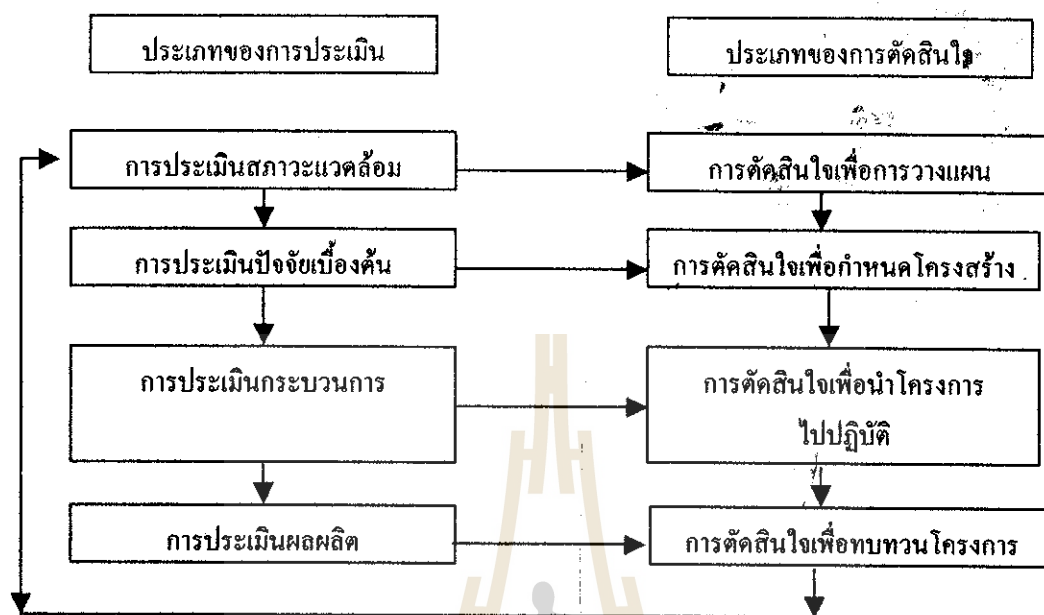 ประเภทของการประเมิน
ประเภทของการตัดสินใจ
การประเมินสภาวะแวดล้อม
การตัดสินใจเพื่อการวางแผน
การประเมินปัจจัยเบื้องต้น
การตัดสินใจเพื่อกำหนดโครงสร้าง
การประเมินกระบวนการ
การตัดสินใจเพื่อนำโครงการ
ไปปฏิบัติ
การประเมินผลผลิต
การตัดสินใจเพื่อทบทวนโครงการ